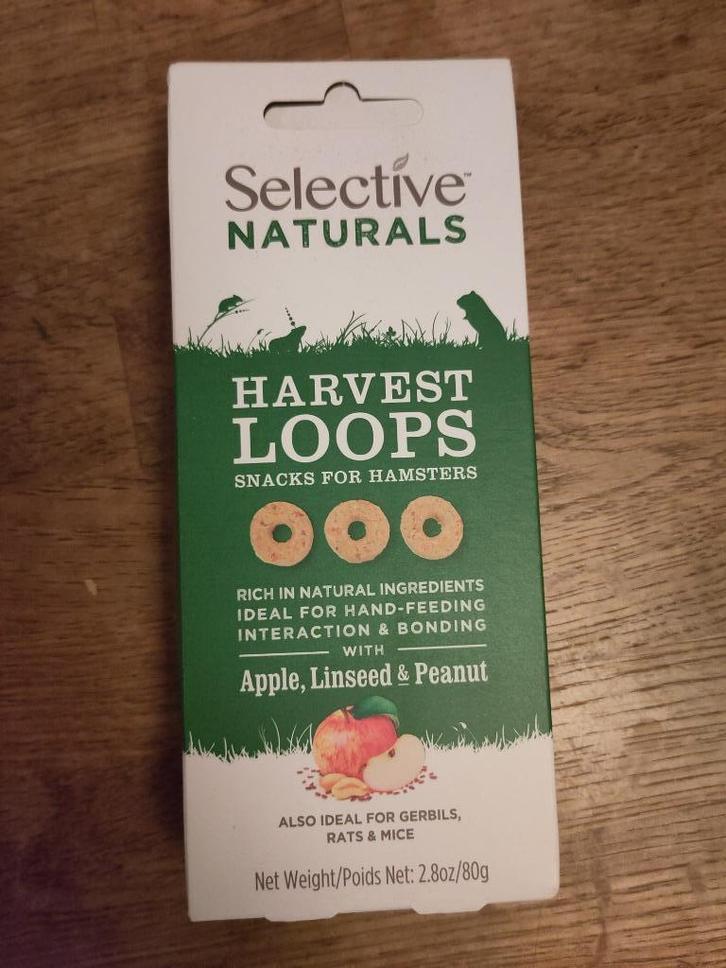 Selective™
NATURALS
HARVEST
LOOPS
SNACKS FOR HAMSTERS
RICH IN NATURAL INGREDIENTS
IDEAL FOR HAND-FEEDING
INTERACTION & BONDING
WITH
Apple, Linseed & Peanut
ALSO IDEAL FOR GERBILS,
RATS & MICE
Net Weight/Poids Net: 2.8oz/80g